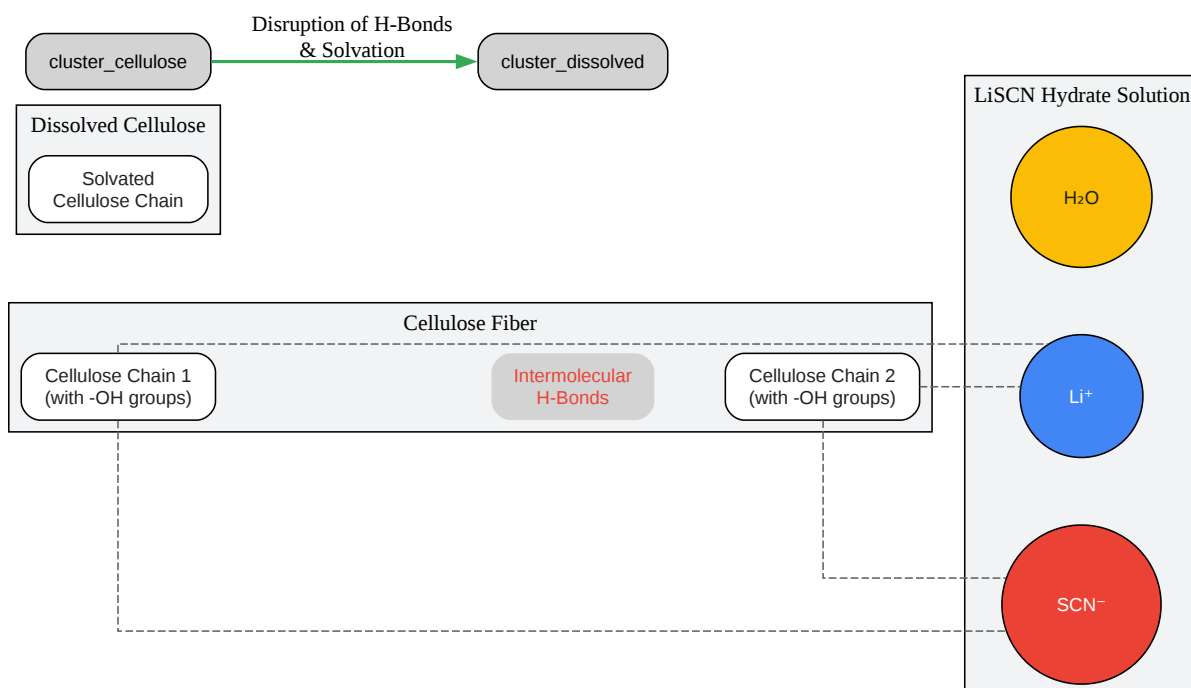 Disruption of H-Bonds
& Solvation
cluster_cellulose
cluster_dissolved
LiSCN Hydrate Solution
Dissolved Cellulose
Solvated
Cellulose Chain
H₂O
Cellulose Fiber
Cellulose Chain 1
(with -OH groups)
Intermolecular
H-Bonds
Cellulose Chain 2
(with -OH groups)
Li⁺
SCN⁻